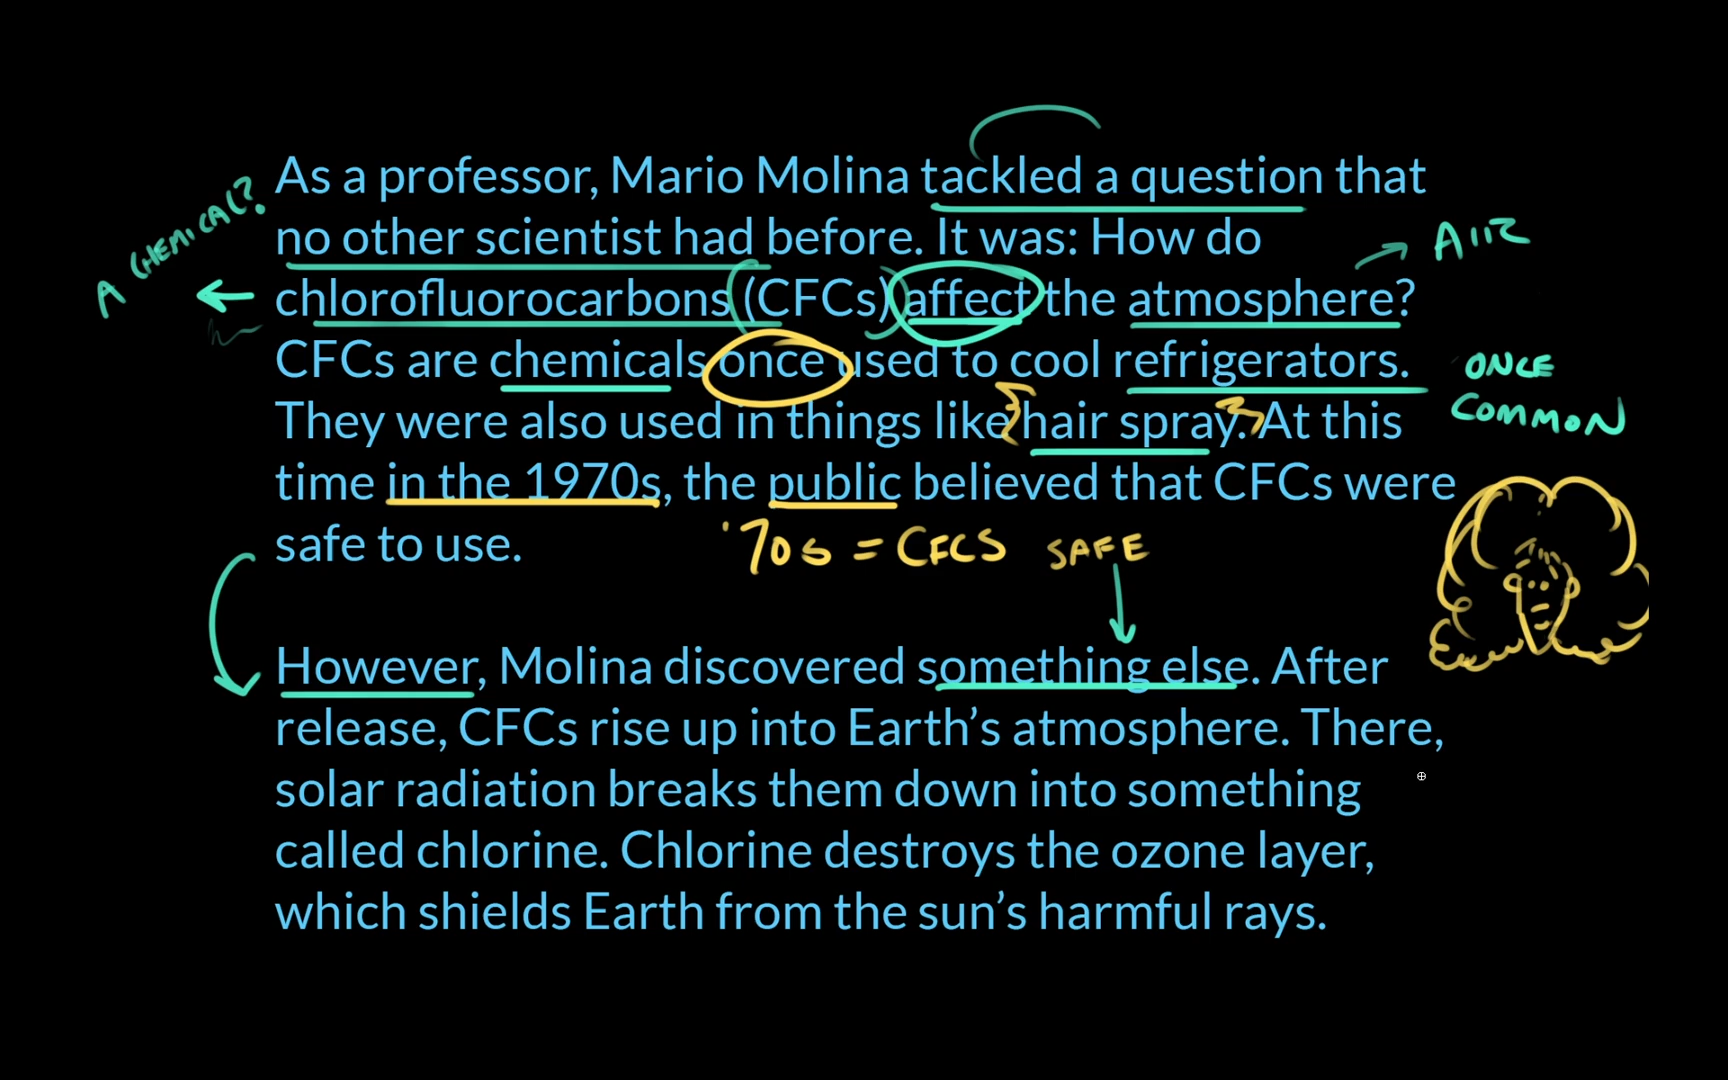 As a professor, Mario Molina tackled a question that
no other scientist had before. It was: How do
chlorofluorocarbons (CFCs) affect the atmosphere?
CFCs are chemicals once used to cool refrigerators.
They were also used in things like hair spray. At this
time in the 1970s, the public believed that CFCs were
safe to use.
A CHEMICAL?
AIR
ONCE
COMMON
'70s = CFCS SAFE
However, Molina discovered something else. After
release, CFCs rise up into Earth’s atmosphere. There,
solar radiation breaks them down into something
called chlorine. Chlorine destroys the ozone layer,
which shields Earth from the sun’s harmful rays.